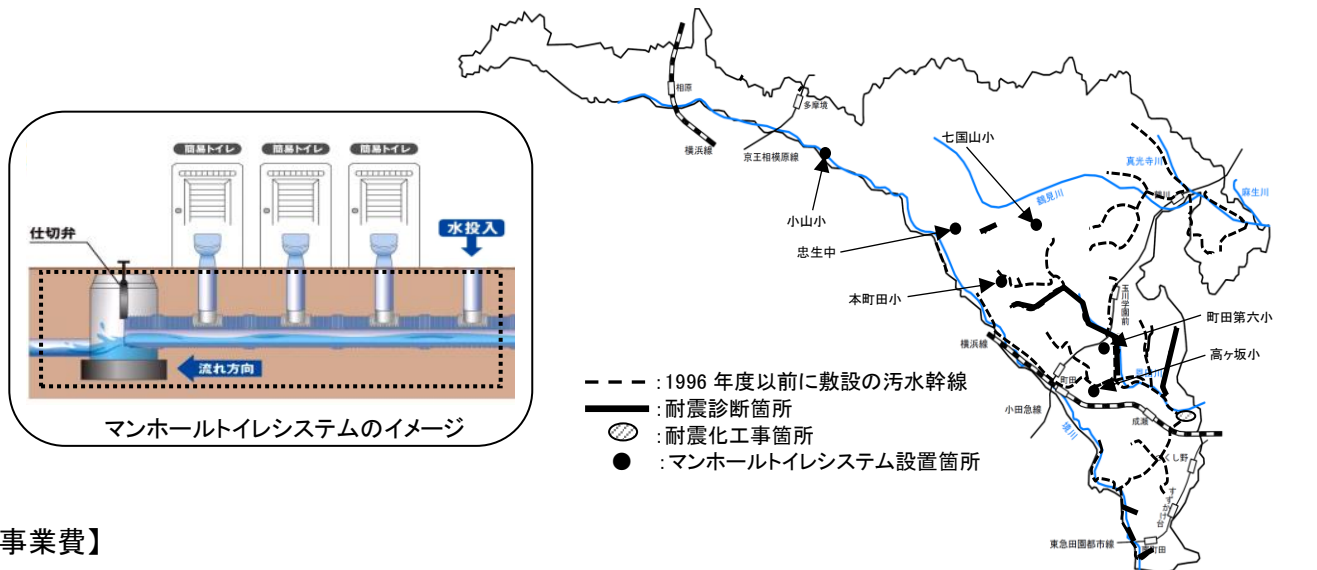 簡易トイレ 簡易トイレ 簡易トイレ
仕切弁
水投入
流れ方向
マンホールトイレシステムのイメージ
相原
多摩境
横浜線
京王相模原線
小山小
七国山小
真光寺川
鶴見川
鶴川
麻生川
忠生中
本町田小
玉川学園前
町田第六小
横浜線
高ヶ坂小
恩田川
町田
小田急線
成瀬
境川
つくし野
すずかけ台
東急田園都市線
南町田
:1996 年度以前に敷設の汚水幹線
:耐震診断箇所
:耐震化工事箇所
:マンホールトイレシステム設置箇所
事業費】